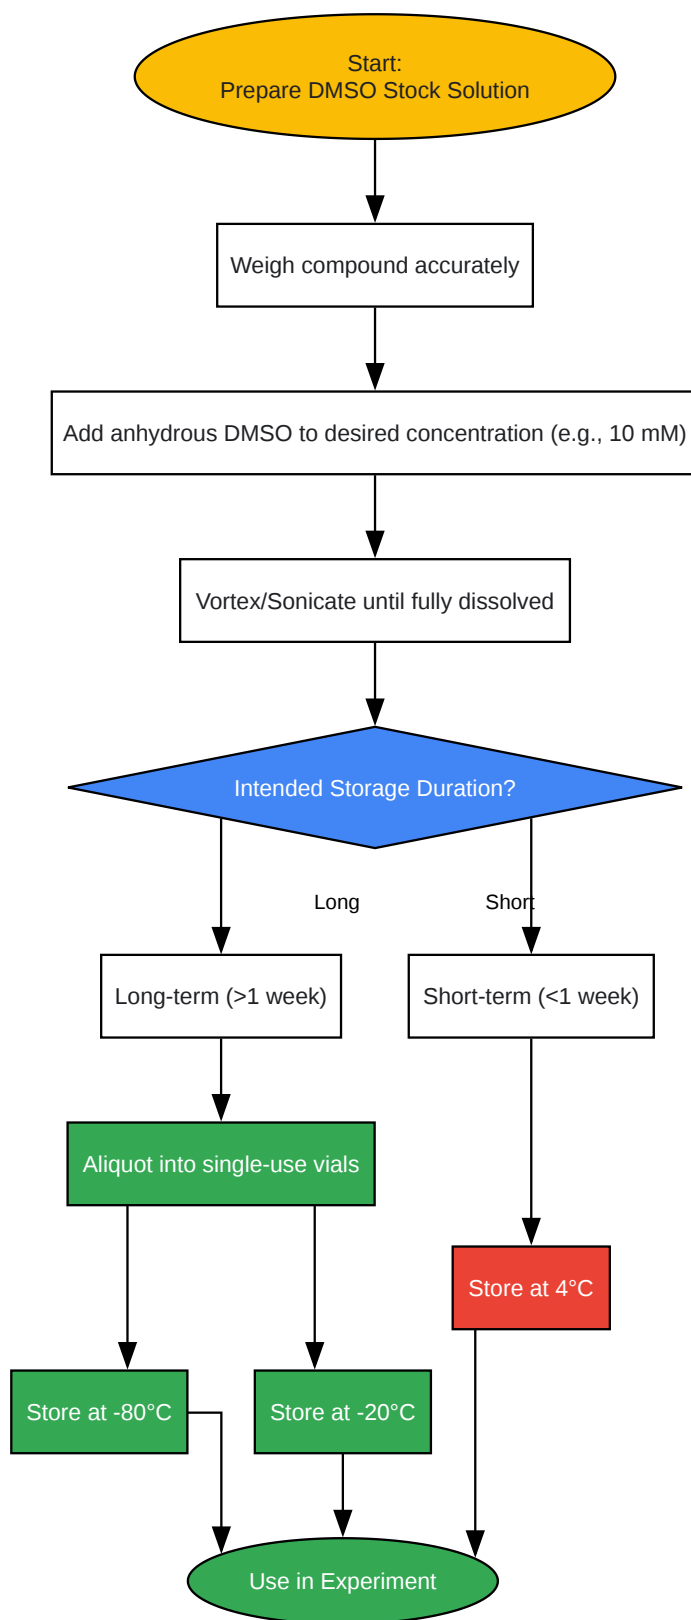 Start:
Prepare DMSO Stock Solution
Weigh compound accurately
Add anhydrous DMSO to desired concentration (e.g., 10 mM)
Vortex/Sonicate until fully dissolved
Intended Storage Duration?
Long
Short
Long-term (>1 week)
Short-term (<1 week)
Aliquot into single-use vials
Store at 4°C
Store at -80°C
Store at -20°C
Use in Experiment